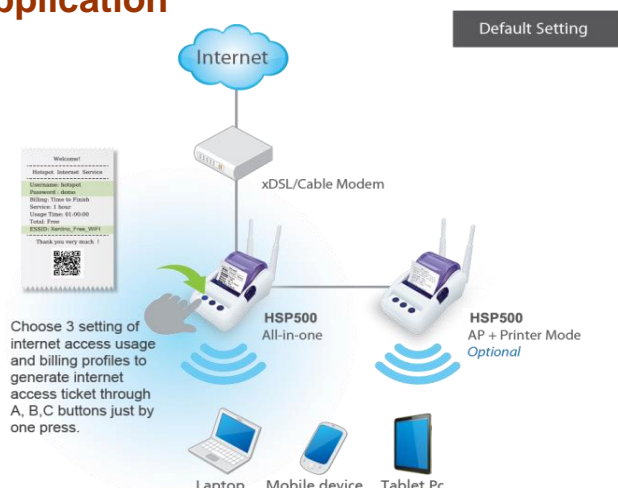 pplication
Default Setting
Internet
xDSL/Cable Modem
Welcome!
Hotspot Internet Service
Username: hotspot
Password : demo
Billing: Time to Finish
Service: 1 hour
Usage Time: 01:00:00
Total: Free
ESSID: Santino_Free_WiFi
Thank you very much !
HSP500
All-in-one
HSP500
AP + Printer Mode
Optional
Choose 3 setting of
internet access usage
and billing profiles to
generate internet
access ticket through
A, B,C buttons just by
one press.
Laptop
Mobile device
Tablet Pc